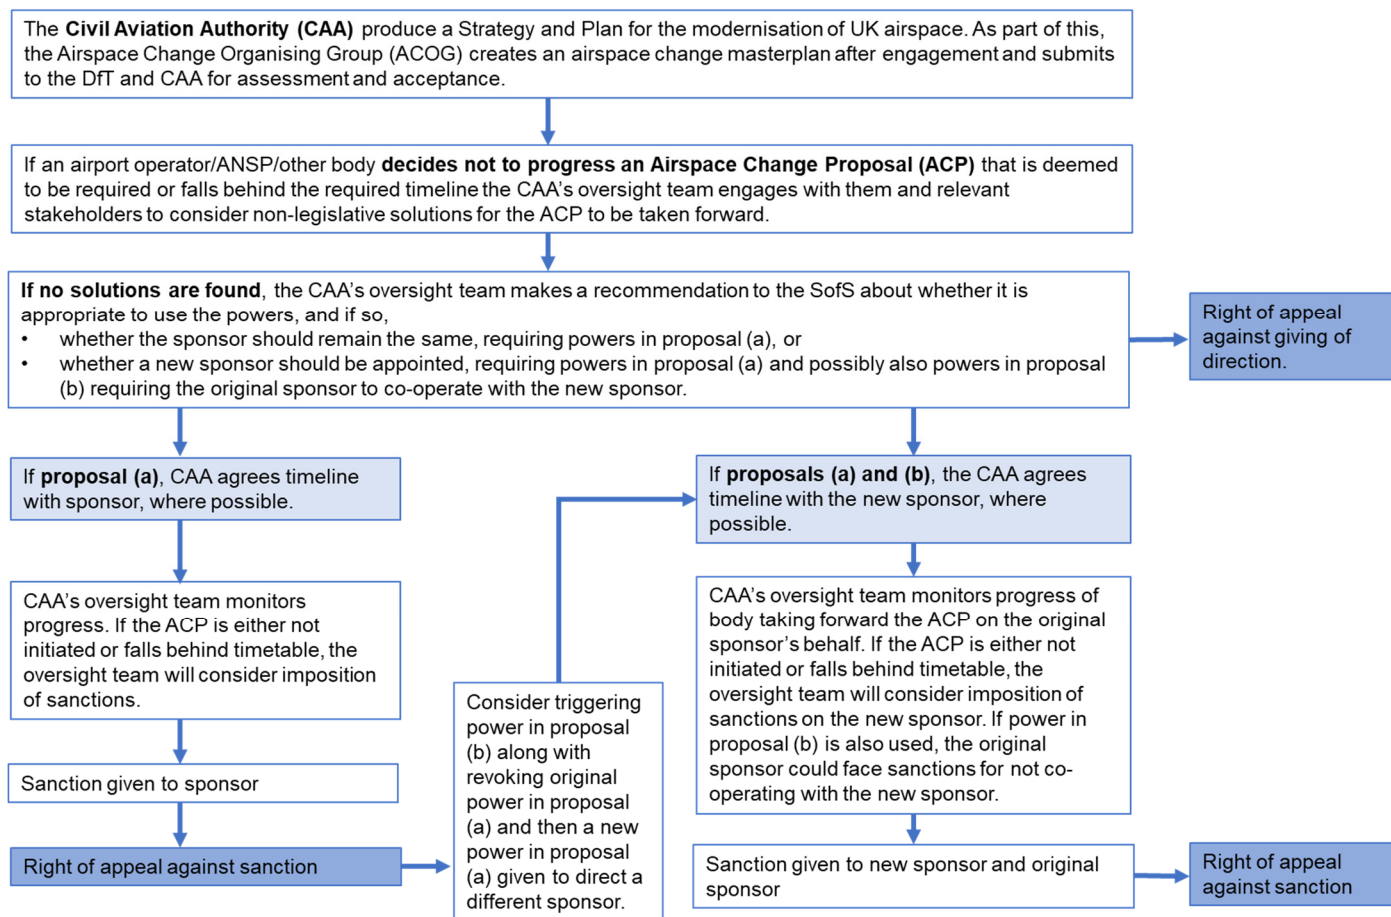 The Civil Aviation Authority (CAA) produce a Strategy and Plan for the modernisation of UK airspace. As part of this,
the Airspace Change Organising Group (ACOG) creates an airspace change masterplan after engagement and submits
to the DfT and CAA for assessment and acceptance.
If an airport operator/ANSP/other body decides not to progress an Airspace Change Proposal (ACP) that is deemed
to be required or falls behind the required timeline the CAA's oversight team engages with them and relevant
stakeholders to consider non-legislative solutions for the ACP to be taken forward.
If no solutions are found, the CAA's oversight team makes a recommendation to the SofS about whether it is
appropriate to use the powers, and if so,
• whether the sponsor should remain the same, requiring powers in proposal (a), or
• whether a new sponsor should be appointed, requiring powers in proposal (a) and possibly also powers in proposal
(b) requiring the original sponsor to co-operate with the new sponsor.
Right of appeal
against giving of
direction.
If proposal (a), CAA agrees timeline
with sponsor, where possible.
CAA's oversight team monitors
progress. If the ACP is either not
initiated or falls behind timetable, the
oversight team will consider imposition
of sanctions.
Sanction given to sponsor
Right of appeal against sanction
Consider triggering
power in proposal
(b) along with
revoking original
power in proposal
(a) and then a new
power in proposal
(a) given to direct a
different sponsor.
If proposals (a) and (b), the CAA agrees
timeline with the new sponsor, where
possible.
CAA's oversight team monitors progress of
body taking forward the ACP on the original
sponsor's behalf. If the ACP is either not
initiated or falls behind timetable, the
oversight team will consider imposition of
sanctions on the new sponsor. If power in
proposal (b) is also used, the original
sponsor could face sanctions for not co-
operating with the new sponsor.
Sanction given to new sponsor and original
sponsor
Right of appeal
against sanction